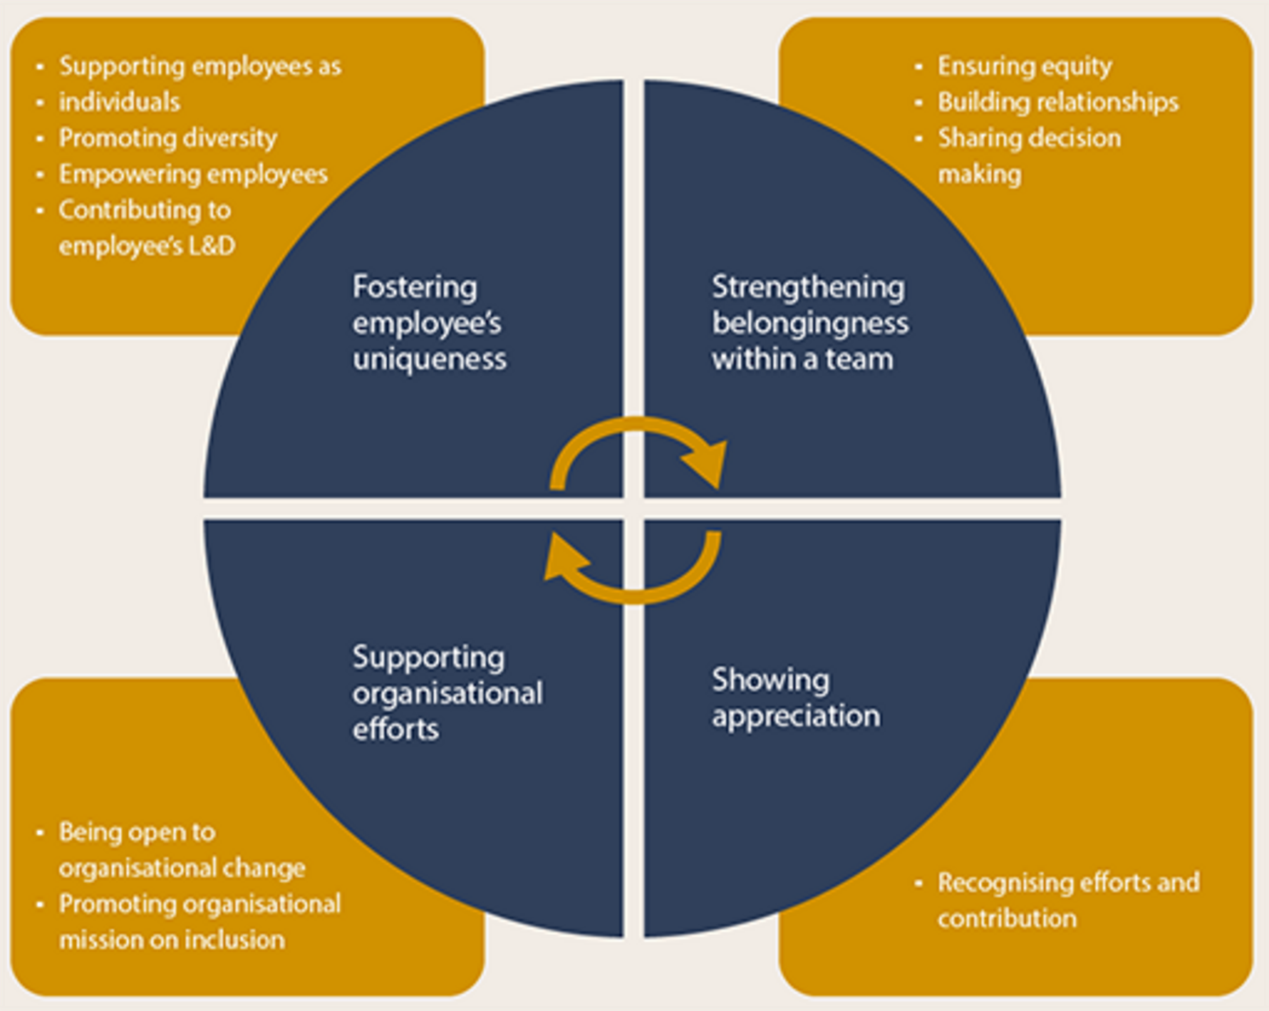 ▪ Supporting employees as
▪ individuals
▪ Promoting diversity
▪ Empowering employees
▪ Contributing to
employee's L&D
▪ Ensuring equity
▪ Building relationships
▪ Sharing decision
making
Fostering
employee's
uniqueness
Strengthening
belongingness
within a team
Supporting
organisational
efforts
Showing
appreciation
▪ Being open to
organisational change
▪ Promoting organisational
mission on inclusion
▪ Recognising efforts and
contribution